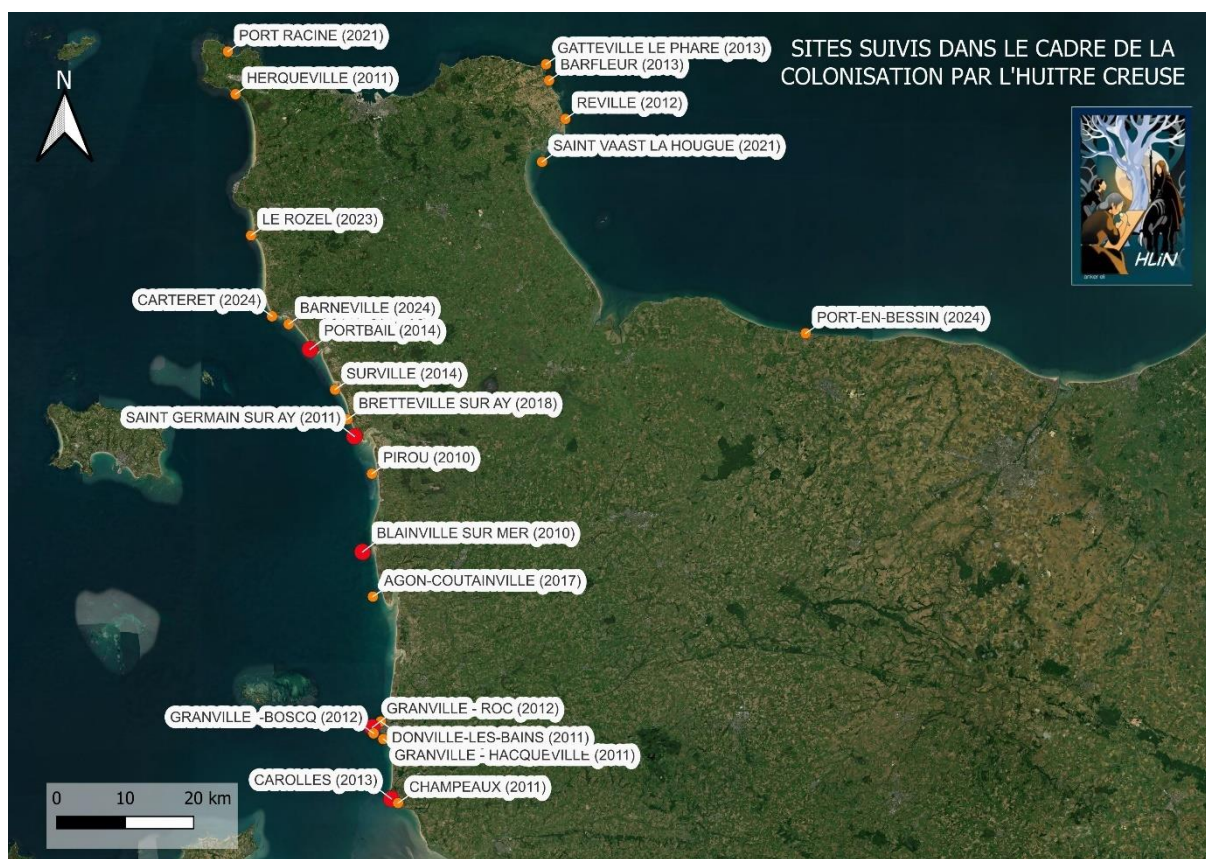 PORT RACINE (2021)
GATTEVILLE LE PHARE (2013)
SITES SUIVIS DANS LE CADRE DE LA
COLONISATION PAR L'HUITRE CREUSE
BARFLEUR (2013)
N
HERQUEVILLE (2011)
REVILLE (2012)
SAINT VAAST LA HOUGUE (2021)
LE ROZEL (2023)
HLiN
CARTERET (2024)
BARNEVILLE (2024)
PORTBAIL (2014)
PORT-EN-BESSIN (2024)
SURVILLE (2014)
BRETTEVILLE SUR AY (2018)
SAINT GERMAIN SUR AY (2011)
PIROU (2010)
BLAINVILLE SUR MER (2010)
AGON-COUTAINVILLE (2017)
GRANVILLE - ROC (2012)
GRANVILLE -BOSCQ (2012)
DONVILLE-LES-BAINS (2011)
GRANVILLE - HACQUEVILLE (2011)
CAROLLES (2013)
CHAMPEAUX (2011)
0 10 20 km